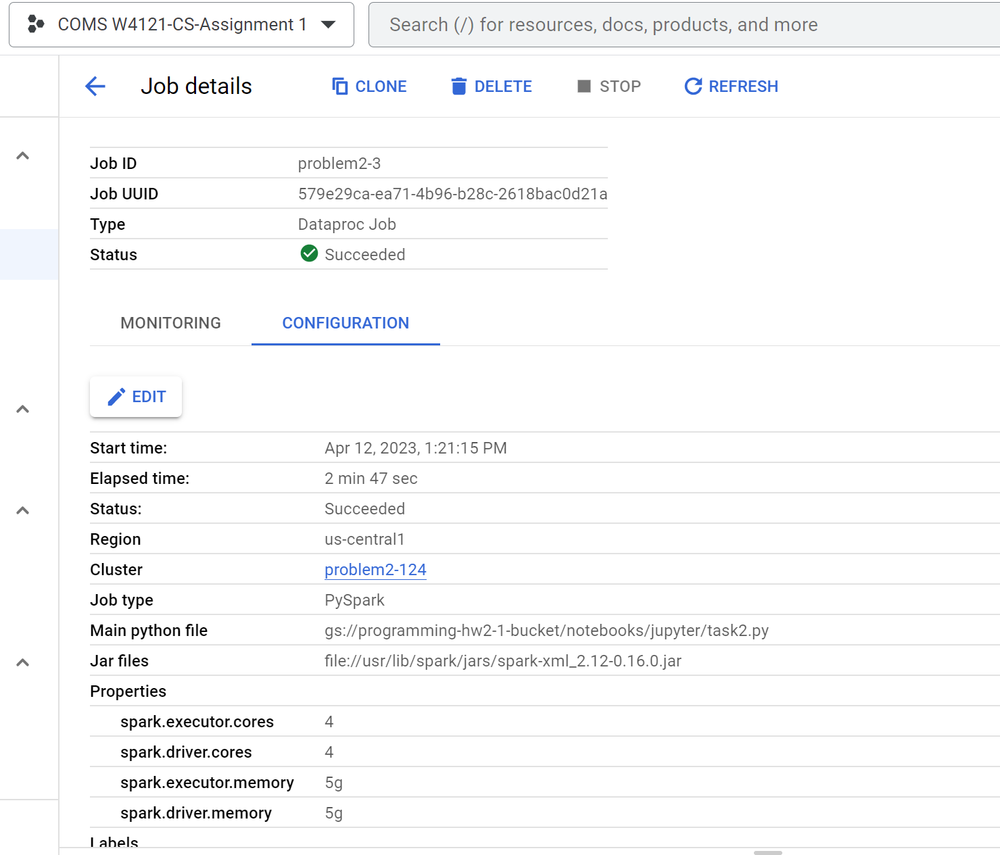 COMS W4121-CS-Assignment 1
Search (/) for resources, docs, products, and more
Job details CLONE DELETE STOP REFRESH
Job ID problem2-3
Job UUID 579e29ca-ea71-4b96-b28c-2618bac0d21a
Type Dataproc Job
Status Succeeded
MONITORING CONFIGURATION
EDIT
Start time: Apr 12, 2023, 1:21:15 PM
Elapsed time: 2 min 47 sec
Status: Succeeded
Region us-central1
Cluster problem2-124
Job type PySpark
Main python file gs://programming-hw2-1-bucket/notebooks/jupyter/task2.py
Jar files file://usr/lib/spark/jars/spark-xml_2.12-0.16.0.jar
Properties
spark.executor.cores 4
spark.driver.cores 4
spark.executor.memory 5g
spark.driver.memory 5g
Labels